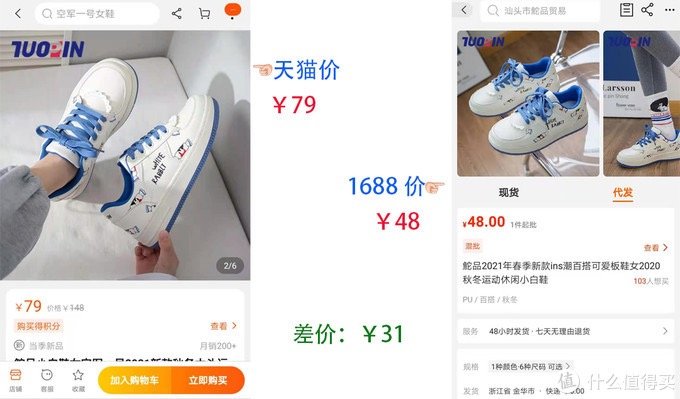 空军一号女鞋
TUOPIN
WHITE
RABBIT
2/6
￥79 价格￥148
购买得积分 查看 >
新 当季新品 月销200+
店铺 客服 收藏 加入购物车 立即购买
天猫价
￥79
1688 价
￥48
差价：￥31
汕头市鮀品贸易
TUOPIN
Larsson
现货 代发
¥48.00 1件起批
混批 查看 >
鮀品2021年春季新款ins潮百搭可爱板鞋女2020
秋冬运动休闲小白鞋 103人想买
PU / 百搭 / 秋冬
服务 48小时发货 · 七天无理由退货
规格 1种颜色·6种尺码 可选 >
发货 浙江省 金华市
值 什么值得买